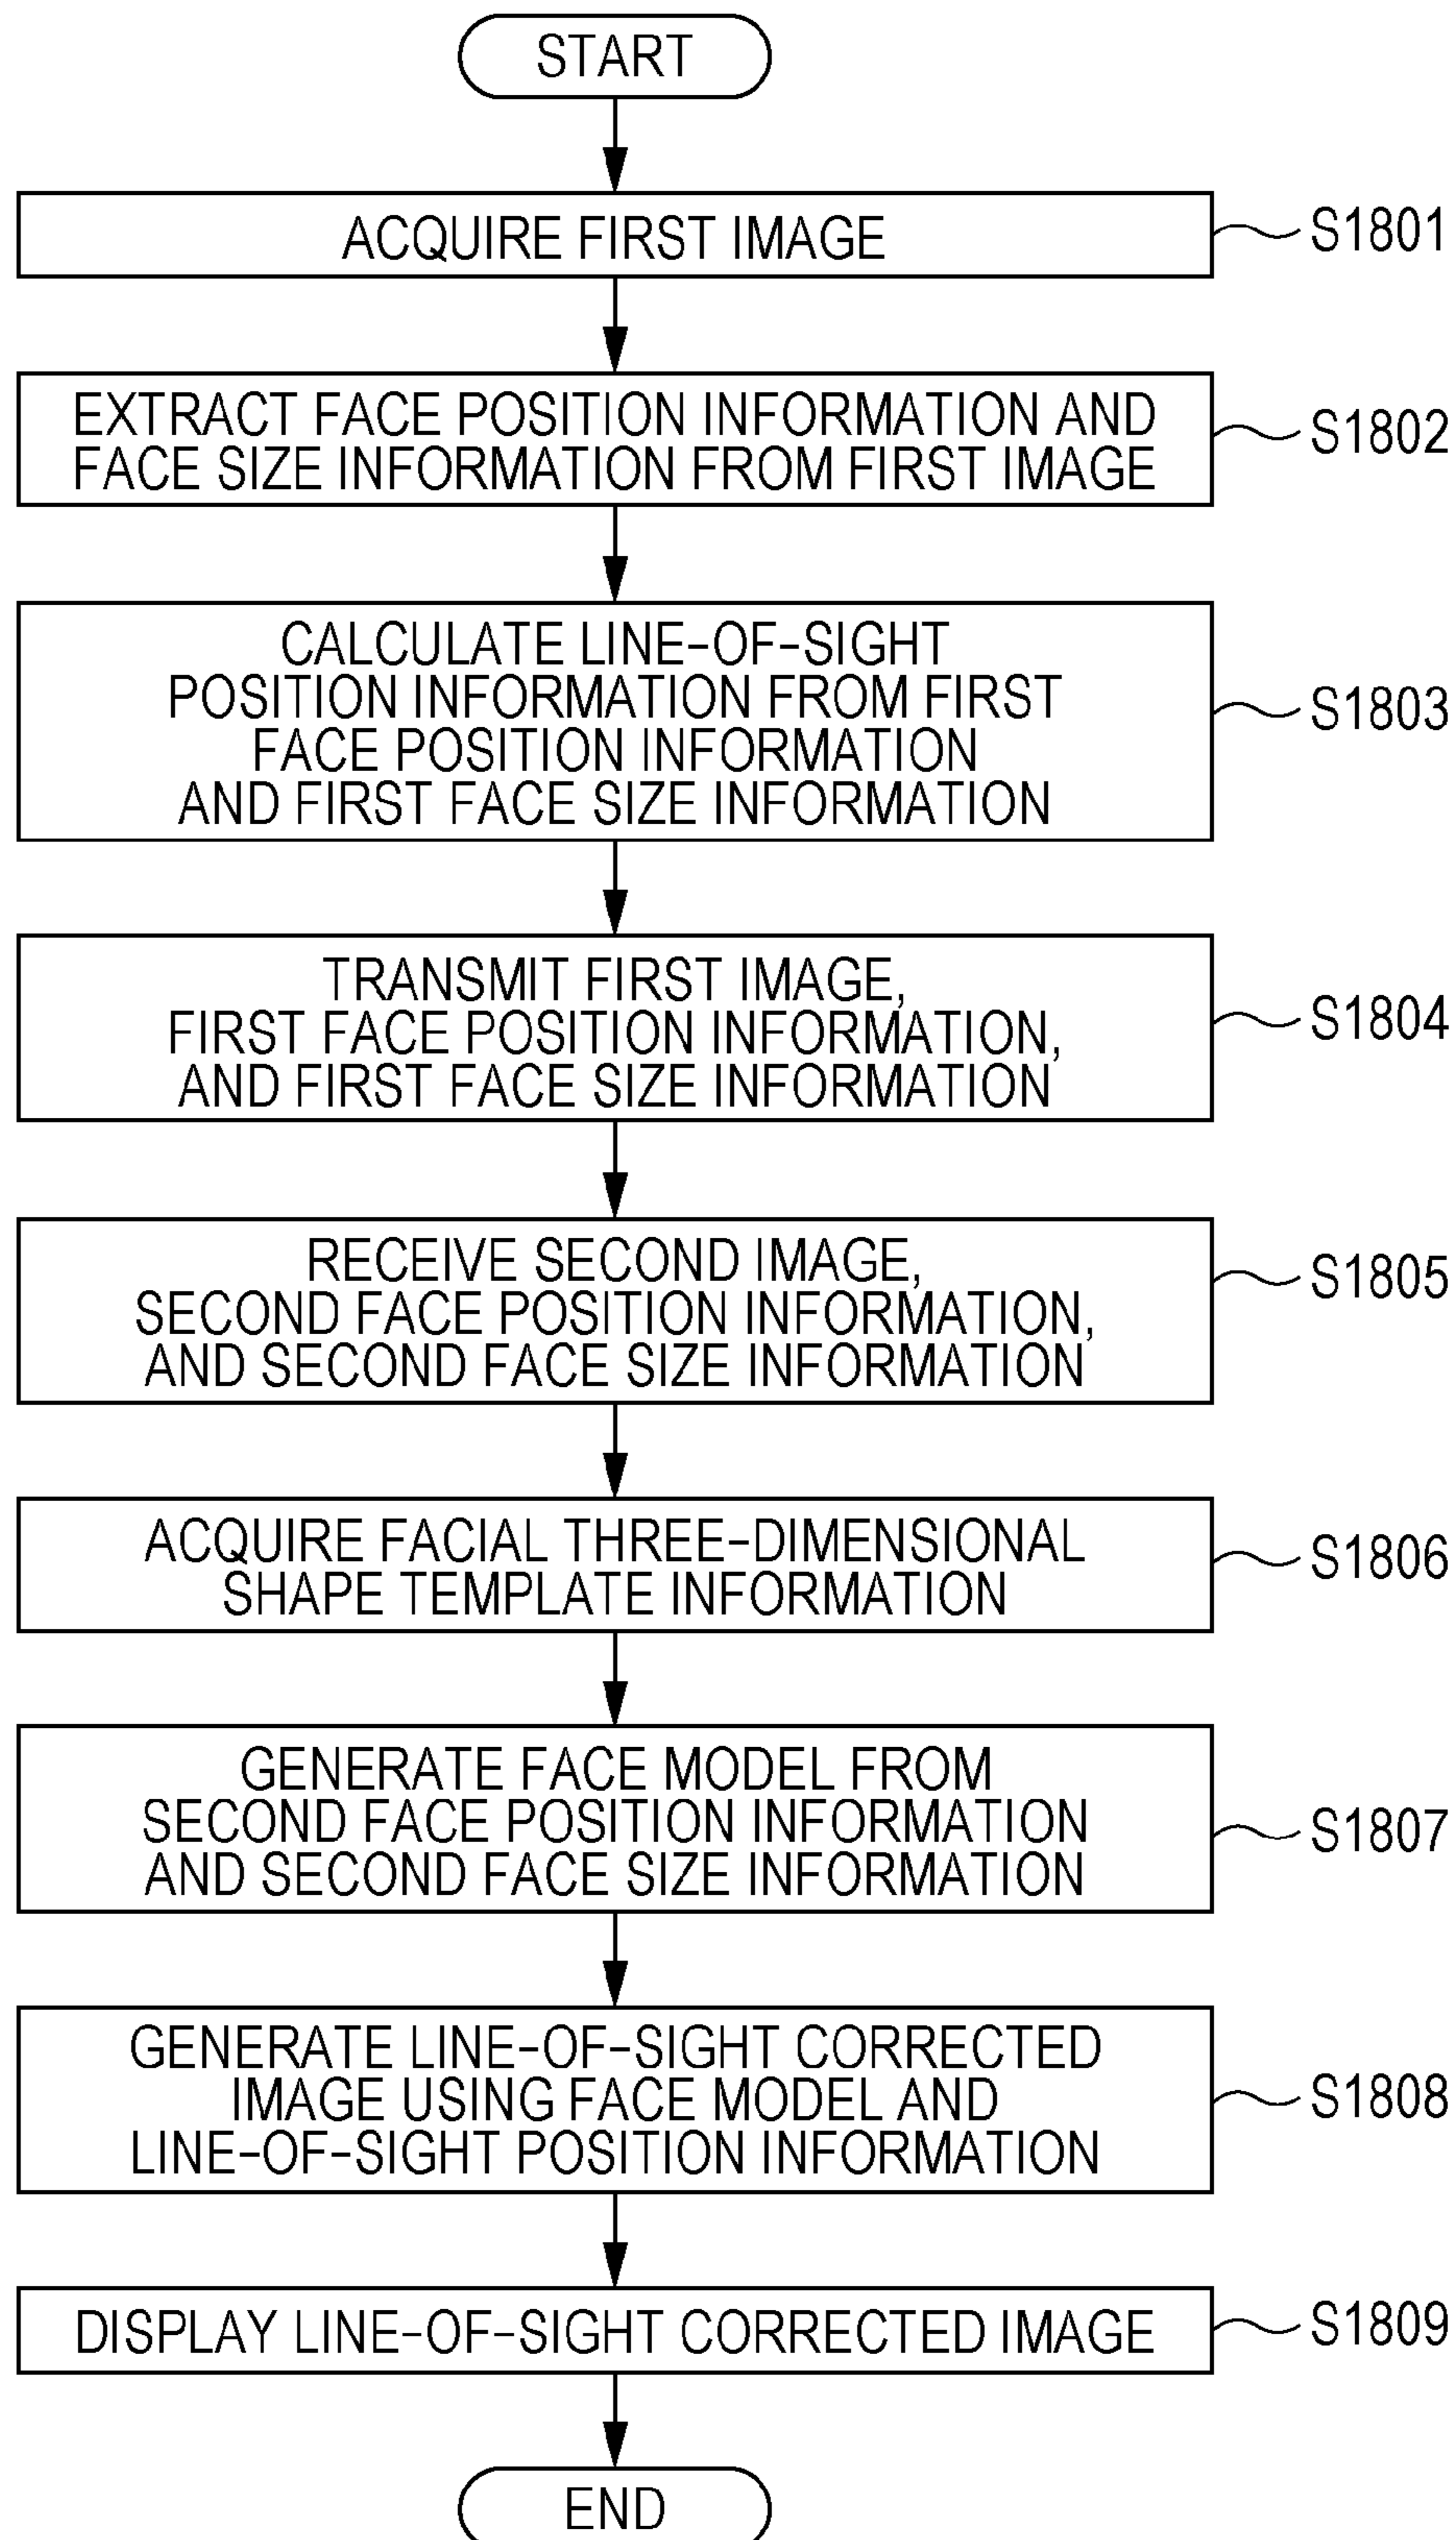 START
ACQUIRE FIRST IMAGE
S1801
EXTRACT FACE POSITION INFORMATION AND
FACE SIZE INFORMATION FROM FIRST IMAGE
S1802
CALCULATE LINE-OF-SIGHT
POSITION INFORMATION FROM FIRST
FACE POSITION INFORMATION
AND FIRST FACE SIZE INFORMATION
S1803
TRANSMIT FIRST IMAGE,
FIRST FACE POSITION INFORMATION,
AND FIRST FACE SIZE INFORMATION
S1804
RECEIVE SECOND IMAGE,
SECOND FACE POSITION INFORMATION,
AND SECOND FACE SIZE INFORMATION
S1805
ACQUIRE FACIAL THREE-DIMENSIONAL
SHAPE TEMPLATE INFORMATION
S1806
GENERATE FACE MODEL FROM
SECOND FACE POSITION INFORMATION
AND SECOND FACE SIZE INFORMATION
S1807
GENERATE LINE-OF-SIGHT CORRECTED
IMAGE USING FACE MODEL AND
LINE-OF-SIGHT POSITION INFORMATION
S1808
DISPLAY LINE-OF-SIGHT CORRECTED IMAGE
S1809
END